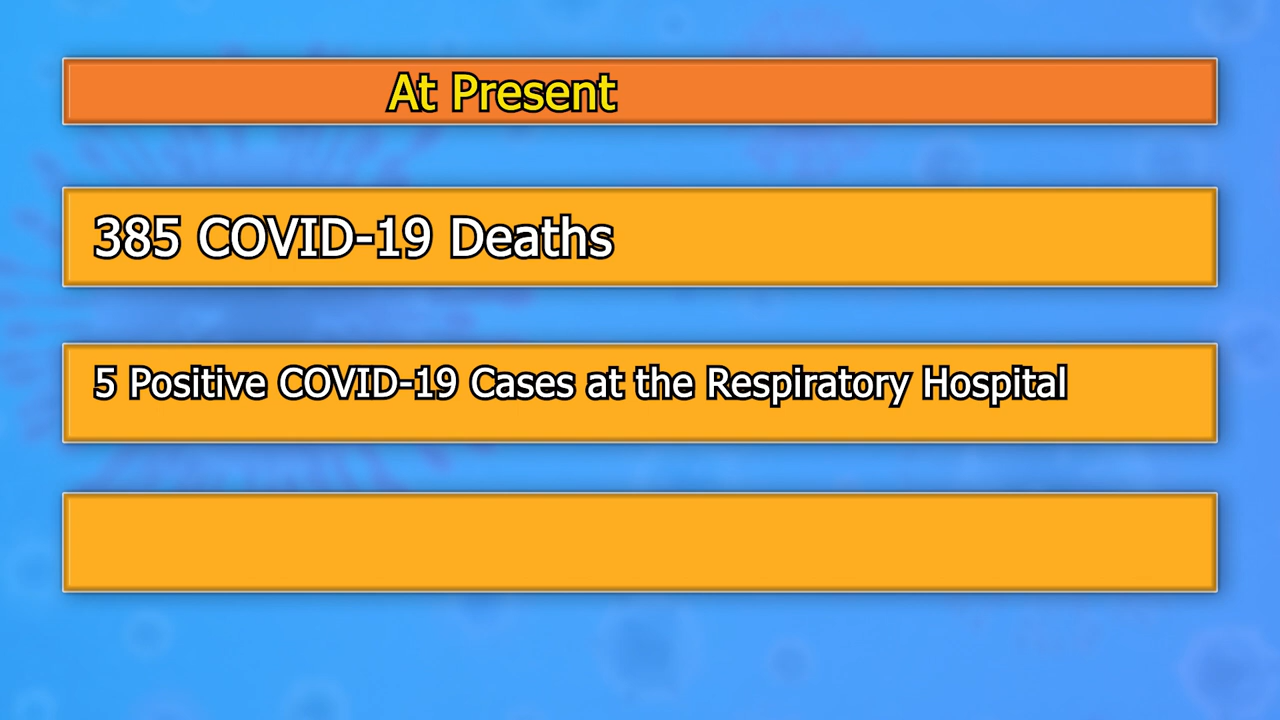 At Present
385 COVID-19 Deaths
5 Positive COVID-19 Cases at the Respiratory Hospital